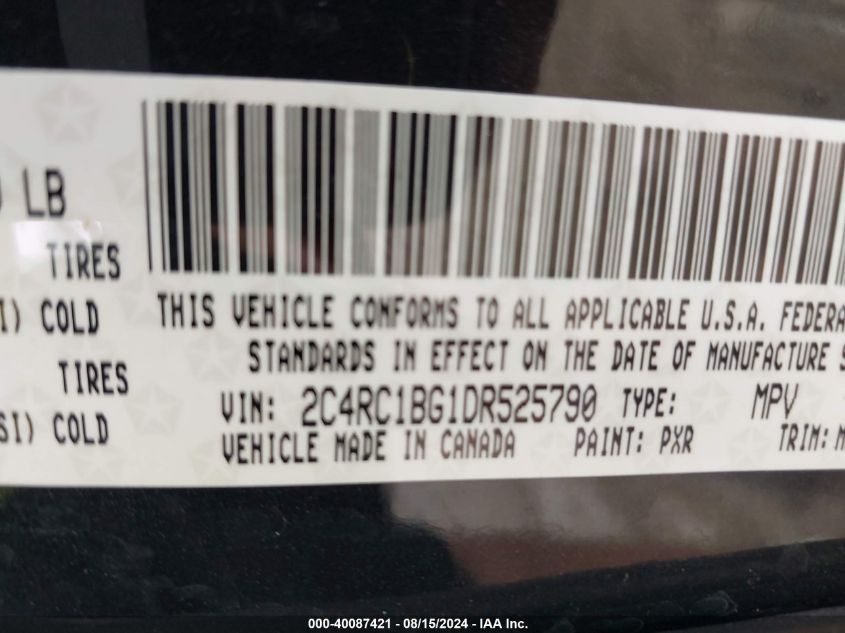 LB
TIRES
I) COLD
TIRES
SI) COLD
THIS VEHICLE CONFORMS TO ALL APPLICABLE U.S.A. FEDERA
STANDARDS IN EFFECT ON THE DATE OF MANUFACTURE S
VIN: 2C4RC1BG1DR525790 TYPE: MPV
VEHICLE MADE IN CANADA PAINT: PXR TRIM: M
000-40087421 - 08/15/2024 - IAA Inc.